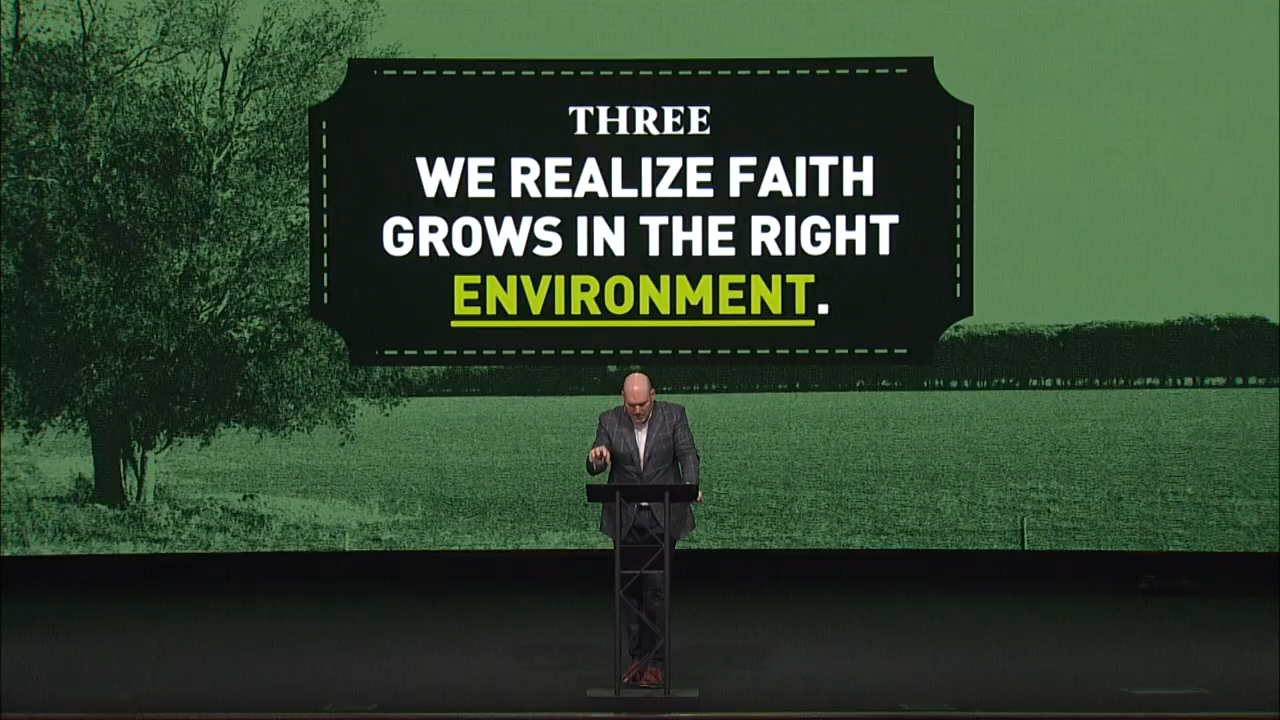 THREE
WE REALIZE FAITH
GROWS IN THE RIGHT
ENVIRONMENT.